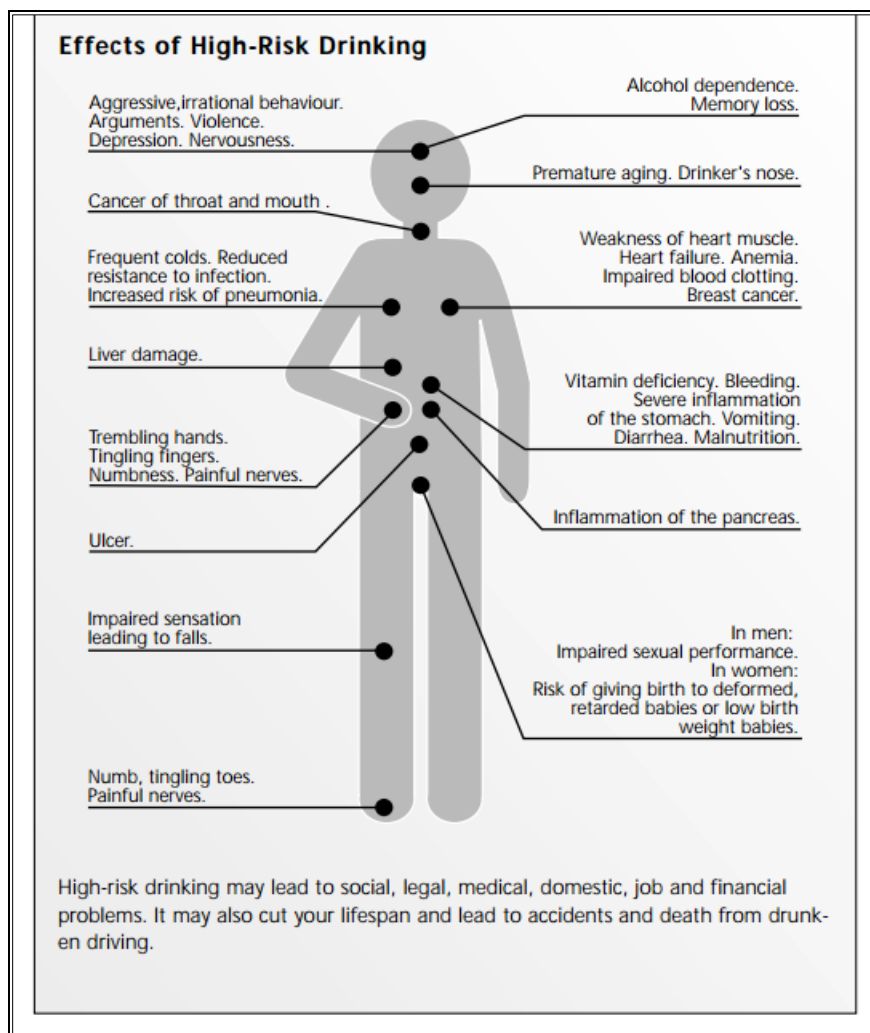 Effects of High-Risk Drinking
Alcohol dependence.
Memory loss.
Aggressive,irrational behaviour.
Arguments. Violence.
Depression. Nervousness.
Premature aging. Drinker's nose.
Cancer of throat and mouth .
Weakness of heart muscle.
Heart failure. Anemia.
Impaired blood clotting.
Breast cancer.
Frequent colds. Reduced
resistance to infection.
Increased risk of pneumonia.
Liver damage.
Vitamin deficiency. Bleeding.
Severe inflammation
of the stomach. Vomiting.
Diarrhea. Malnutrition.
Trembling hands.
Tingling fingers.
Numbness. Painful nerves.
Inflammation of the pancreas.
Ulcer.
Impaired sensation
leading to falls.
In men:
Impaired sexual performance.
In women:
Risk of giving birth to deformed,
retarded babies or low birth
weight babies.
Numb, tingling toes.
Painful nerves.
High-risk drinking may lead to social, legal, medical, domestic, job and financial
problems. It may also cut your lifespan and lead to accidents and death from drunk-
en driving.